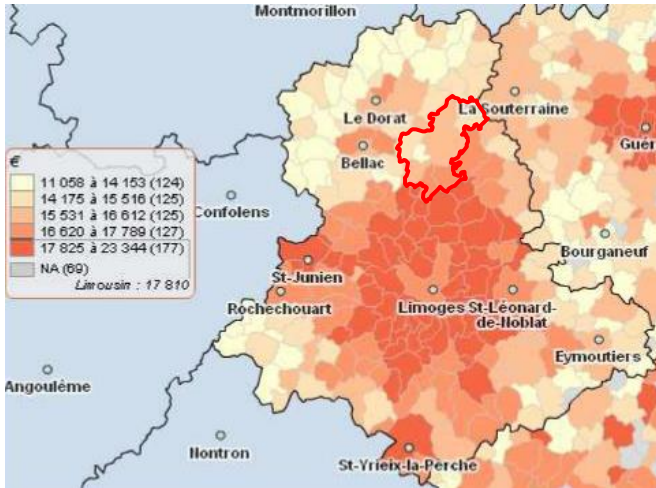 Montmorillon
La Souterraine
Le Dorat
Guér
Bellac
€
11 058 à 14 153 (124)
14 175 à 15 516 (125)
15 531 à 16 612 (125)
16 620 à 17 789 (127)
17 825 à 23 344 (177)
NA (69)
Limousin : 17 810
Confolens
Bourganeuf
St-Junien
Rochechouart
Limoges
St-Léonard-
de-Noblat
Eymoutiers
Angoulême
Nontron
St-Yrieix-la-Perche